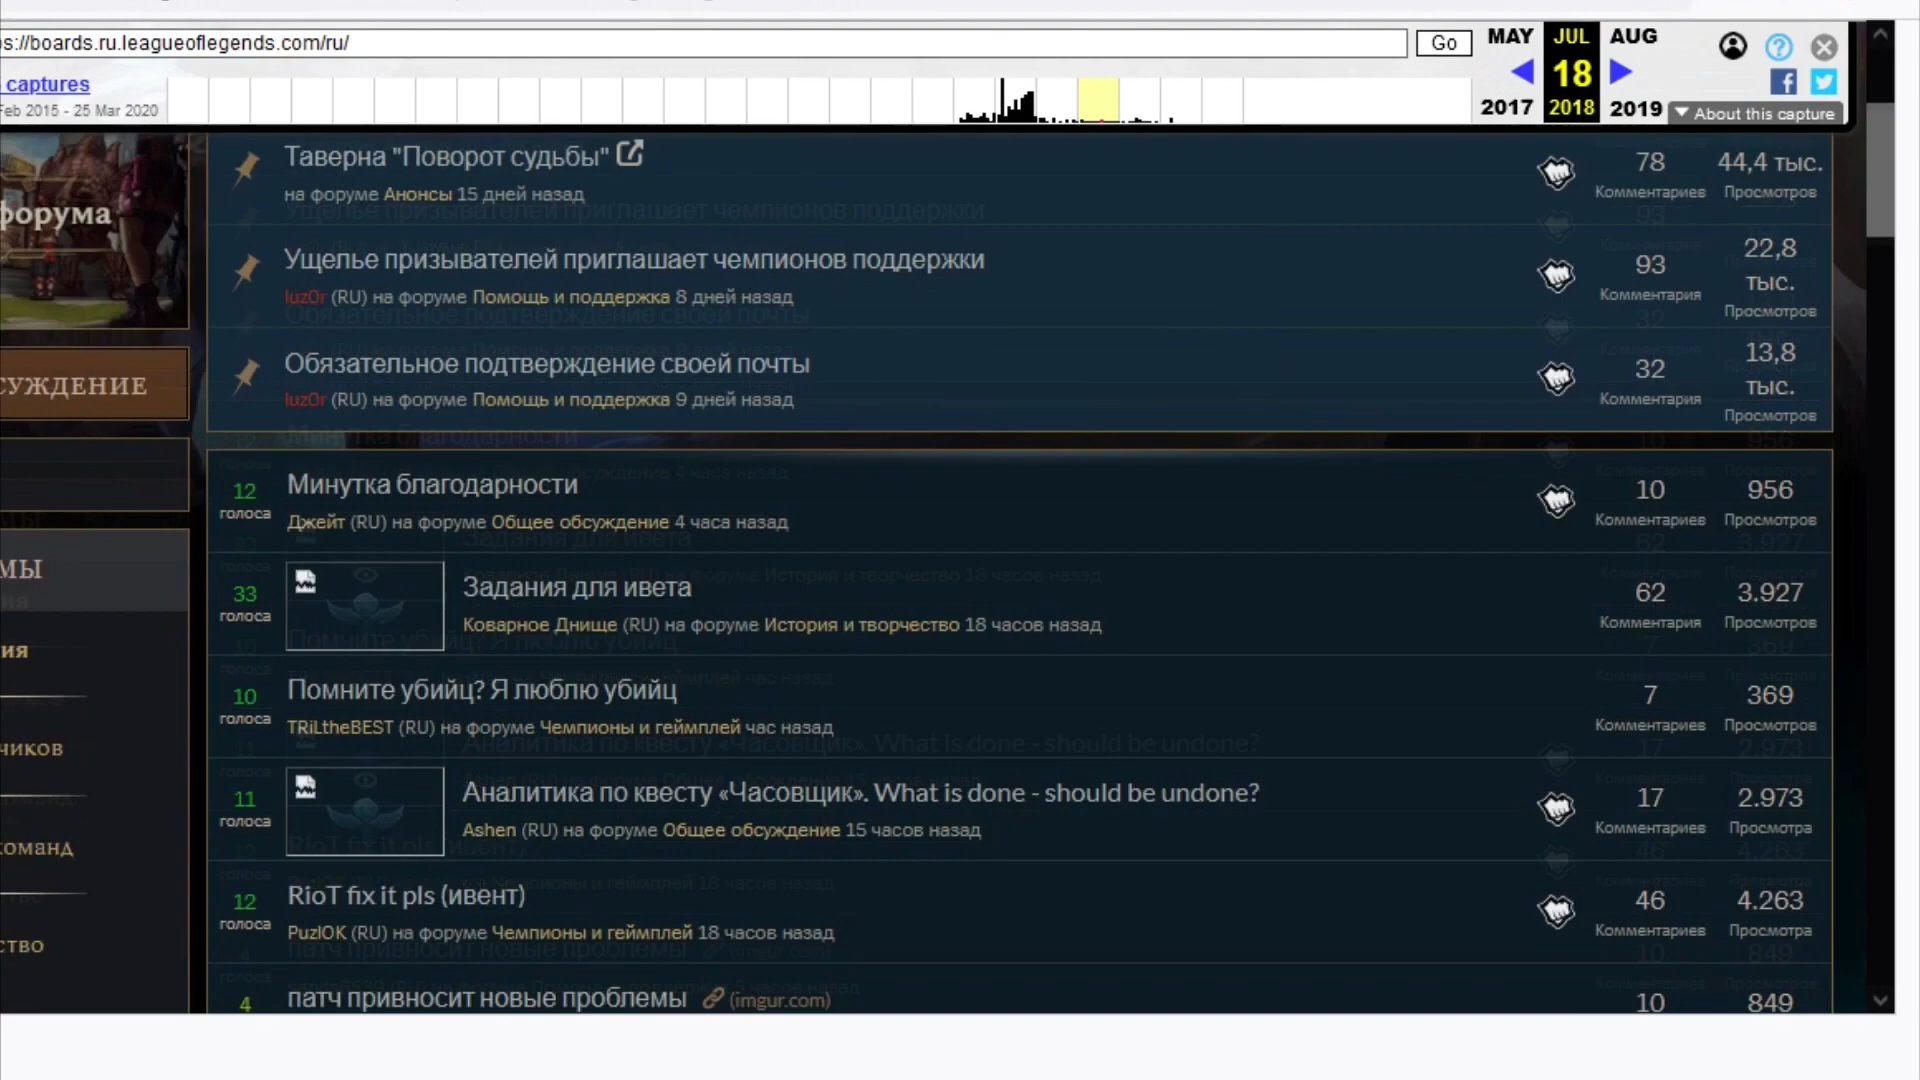 s://boards.ru.leagueoflegends.com/ru/
Go
MAY
JUL
AUG
captures
18
Feb 2015 - 25 Mar 2020
2017
2018
2019
About this capture
форума
Таверна "Поворот судьбы"
на форуме Анонсы 15 дней назад
78
Комментариев
44,4 тыс.
Просмотров
Ущелье призывателей приглашает чемпионов поддержки
luz0r (RU) на форуме Помощь и поддержка 8 дней назад
93
Комментария
22,8
тыс.
Просмотров
СУЖДЕНИЕ
Обязательное подтверждение своей почты
luz0r (RU) на форуме Помощь и поддержка 9 дней назад
32
Комментария
13,8
тыс.
Просмотров
12
голоса
Минутка благодарности
Джейт (RU) на форуме Общее обсуждение 4 часа назад
10
Комментариев
956
Просмотров
МЫ
33
голоса
Задания для ивета
Коварное Днище (RU) на форуме История и творчество 18 часов назад
62
Комментария
3.927
Просмотров
ия
10
голоса
Помните убийц? Я люблю убийц
TRiLtheBEST (RU) на форуме Чемпионы и геймплей час назад
7
Комментариев
369
Просмотров
чиков
11
голоса
Аналитика по квесту «Часовщик». What is done - should be undone?
Ashen (RU) на форуме Общее обсуждение 15 часов назад
17
Комментариев
2.973
Просмотра
команд
12
голоса
RioT fix it pls (ивент)
PuzlOK (RU) на форуме Чемпионы и геймплей 18 часов назад
46
Комментариев
4.263
Просмотра
ство
4
патч привносит новые проблемы (imgur.com)
10
849